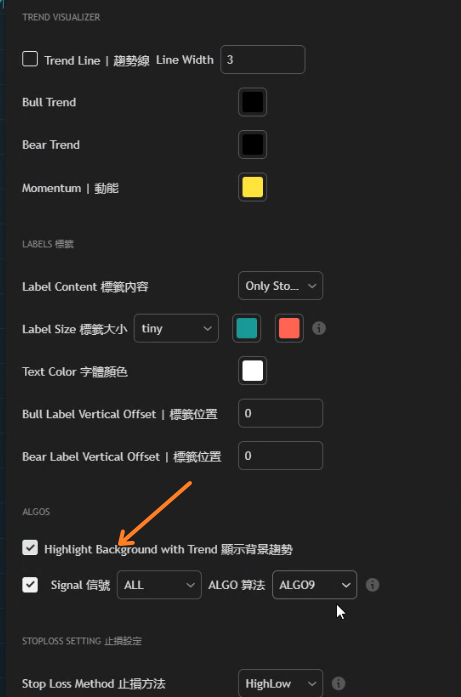 TREND VISUALIZER
Trend Line | 趨勢線 Line Width 3
Bull Trend
Bear Trend
Momentum | 動能
LABELS 標籤
Label Content 標籤內容 Only Sto...
Label Size 標籤大小 tiny
Text Color 字體顏色
Bull Label Vertical Offset | 標籤位置 0
Bear Label Vertical Offset | 標籤位置 0
ALGOS
Highlight Background with Trend 顯示背景趨勢
Signal 信號 ALL ALGO 算法 ALGO9
STOPLOSS SETTING 止損設定
Stop Loss Method 止損方法 HighLow